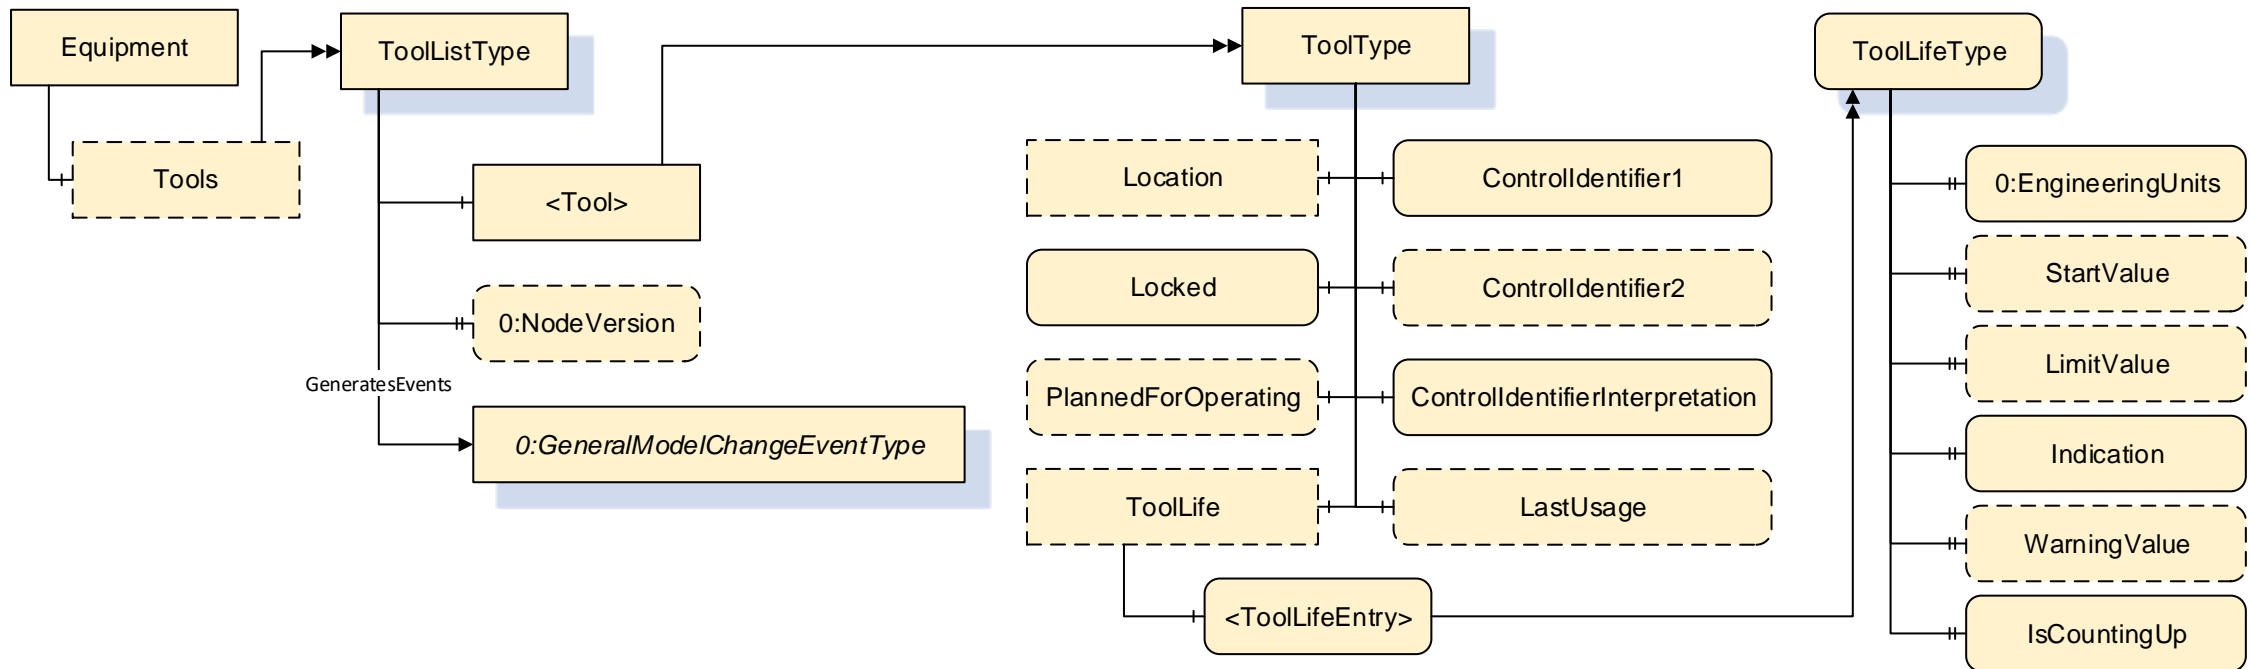 Equipment
ToolListType
ToolType
ToolLifeType
Tools
<Tool>
0:NodeVersion
GeneratesEvents
0:GeneralModelChangeEventType
Location
ControlIdentifier1
Locked
ControlIdentifier2
PlannedForOperating
ControlIdentifierInterpretation
ToolLife
LastUsage
<ToolLifeEntry>
0:EngineeringUnits
StartValue
LimitValue
Indication
WarningValue
IsCountingUp